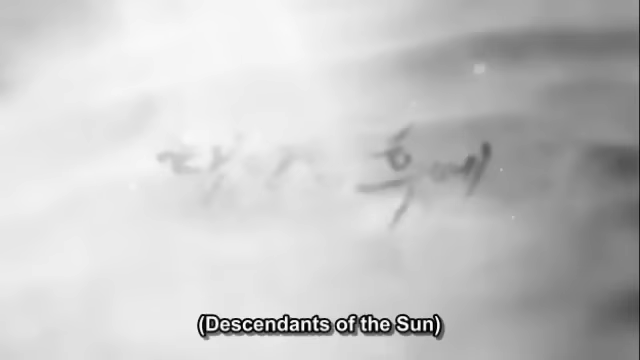 후예
(Descendants of the Sun)